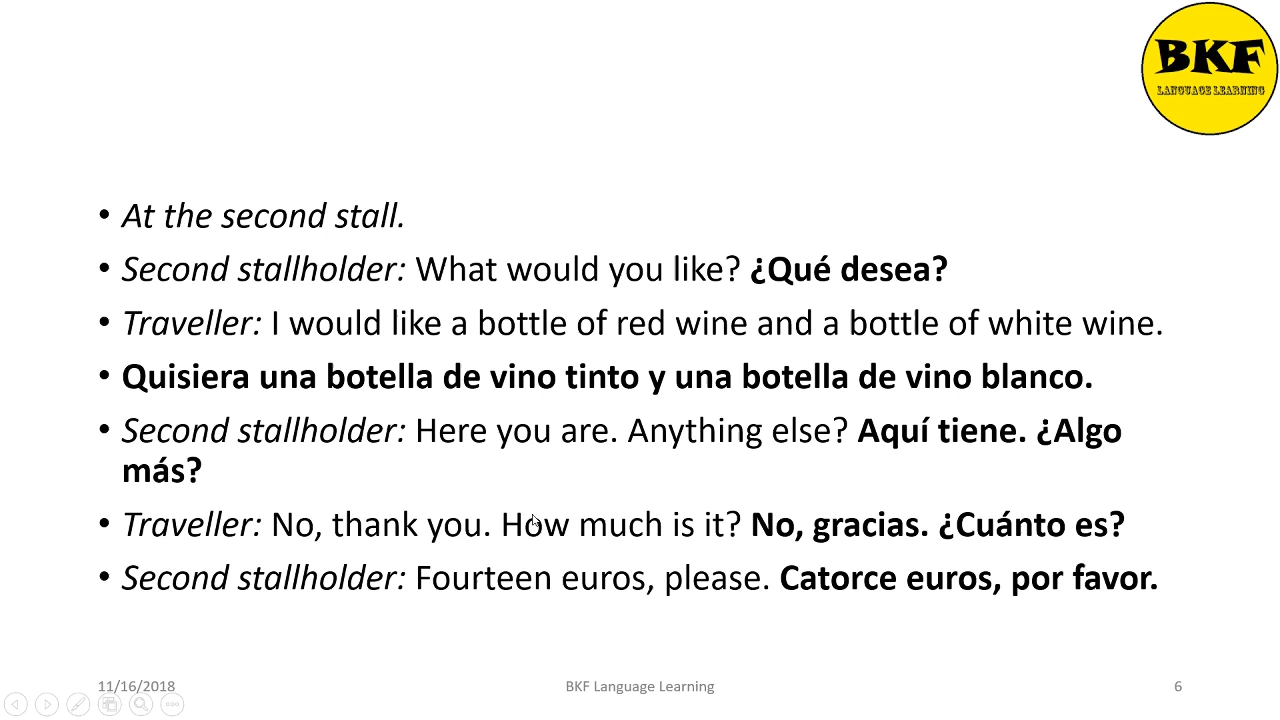 BKF
LANGUAGE LEARNING
• At the second stall.
• Second stallholder: What would you like? ¿Qué desea?
• Traveller: I would like a bottle of red wine and a bottle of white wine.
• Quisiera una botella de vino tinto y una botella de vino blanco.
• Second stallholder: Here you are. Anything else? Aquí tiene. ¿Algo
más?
• Traveller: No, thank you. How much is it? No, gracias. ¿Cuánto es?
• Second stallholder: Fourteen euros, please. Catorce euros, por favor.
11/16/2018
BKF Language Learning
6